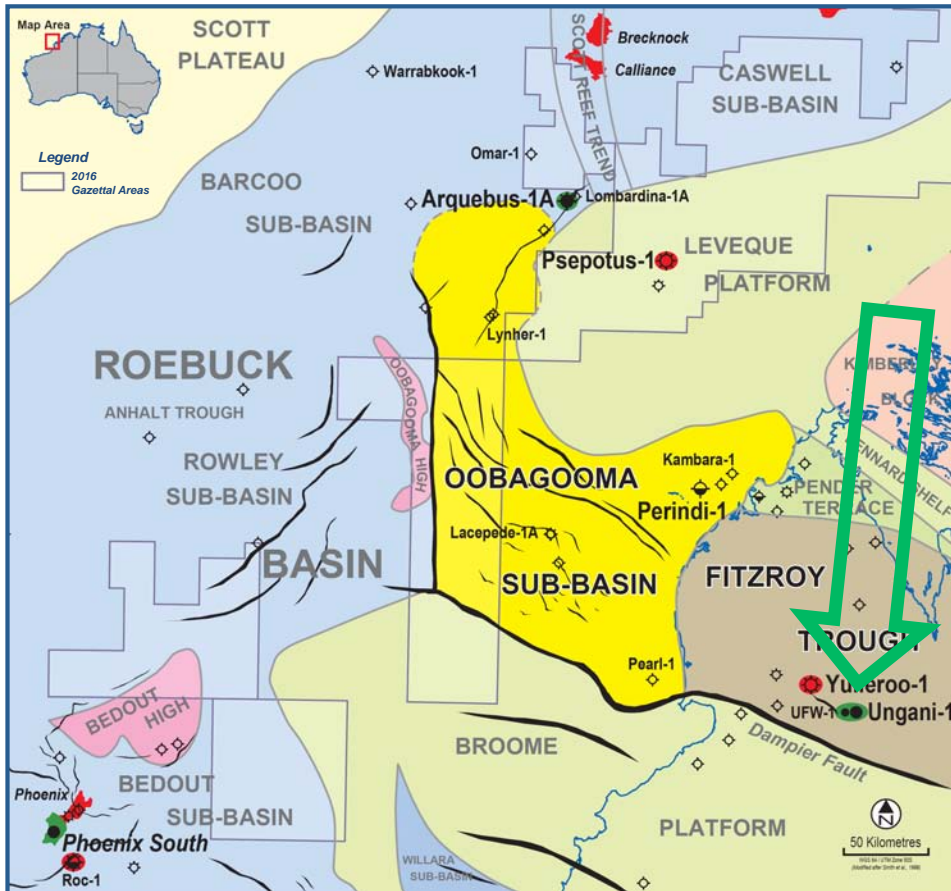 Map Area
SCOTT
PLATEAU
Legend
2016
Gazettal Areas
Warrabkook-1
Brecknock
Calliance
SCOTT REEF TREND
CASWELL
SUB-BASIN
Omar-1
BARCOO
SUB-BASIN
Arquebus-1A
Lombardina-1A
Psepotus-1
LEVEQUE
PLATFORM
Lynher-1
ROEBUCK
ANHALT TROUGH
OOBAGOOMA
HIGH
ROWLEY
SUB-BASIN
BASIN
OOBAGOOMA
SUB-BASIN
Kambara-1
Perindi-1
Lacepede-1A
Pearl-1
PENDER
TERRACE
FITZROY
TROUGH
UFW-1
Ungani-1
Dampier Fault
BROOME
PLATFORM
BEDOUT
HIGH
BEDOUT
SUB-BASIN
Phoenix
Phoenix South
Roc-1
WILLARA
SUB-BASIN
N
50 Kilometres